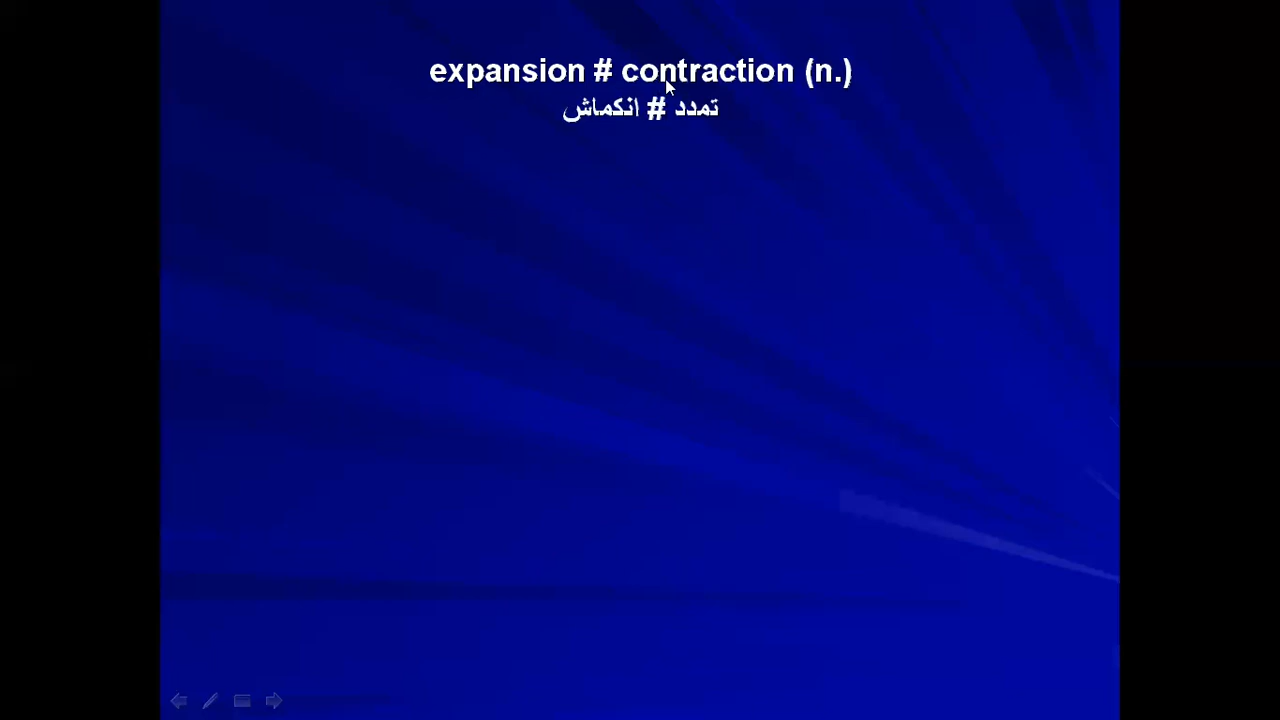 expansion # contraction (n.)
تمدد # انكماش